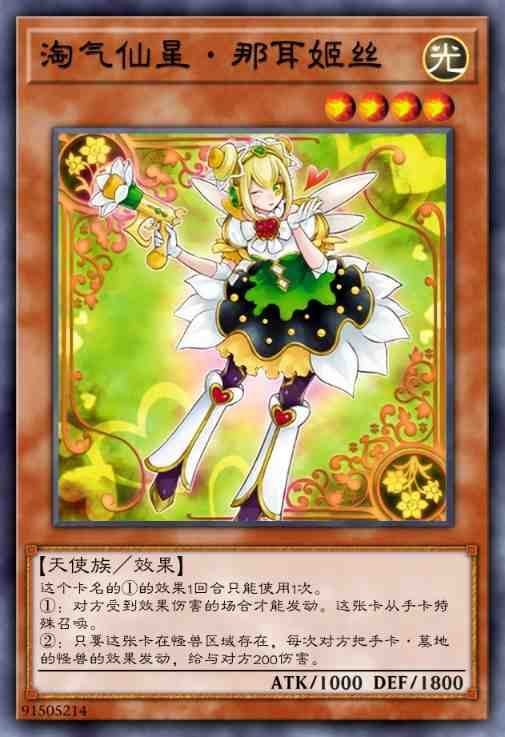 淘气仙星·那耳姬丝
光
【天使族／效果】
这个卡名的①的效果1回合只能使用1次。
①：对方受到效果伤害的场合才能发动。这张卡从手卡特
殊召唤。
②：只要这张卡在怪兽区域存在，每次对方把手卡·墓地
的怪兽的效果发动，给与对方200伤害。
ATK/1000 DEF/1800
91505214